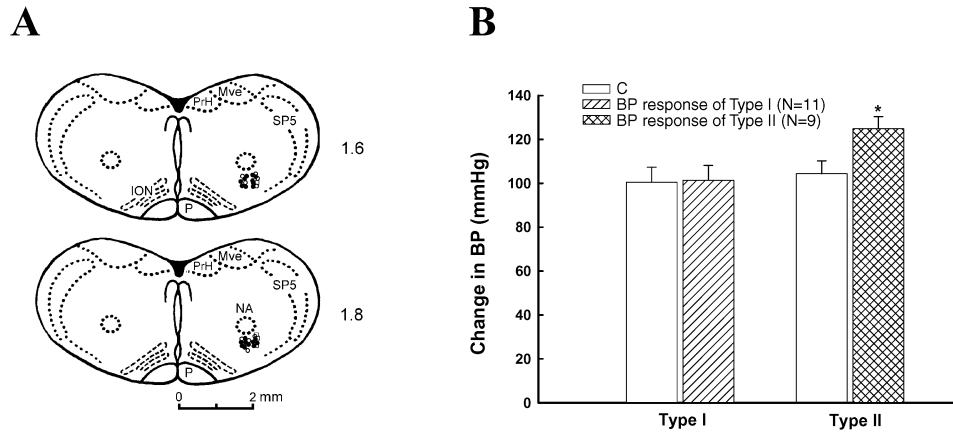 A
PrH
Mve
SP5
1.6
ION
P
PrH
Mve
SP5
NA
1.8
P
0
2 mm
B
C
BP response of Type I (N=11)
BP response of Type II (N=9)
*
Change in BP (mmHg)
140
120
100
80
60
40
20
0
Type I
Type II